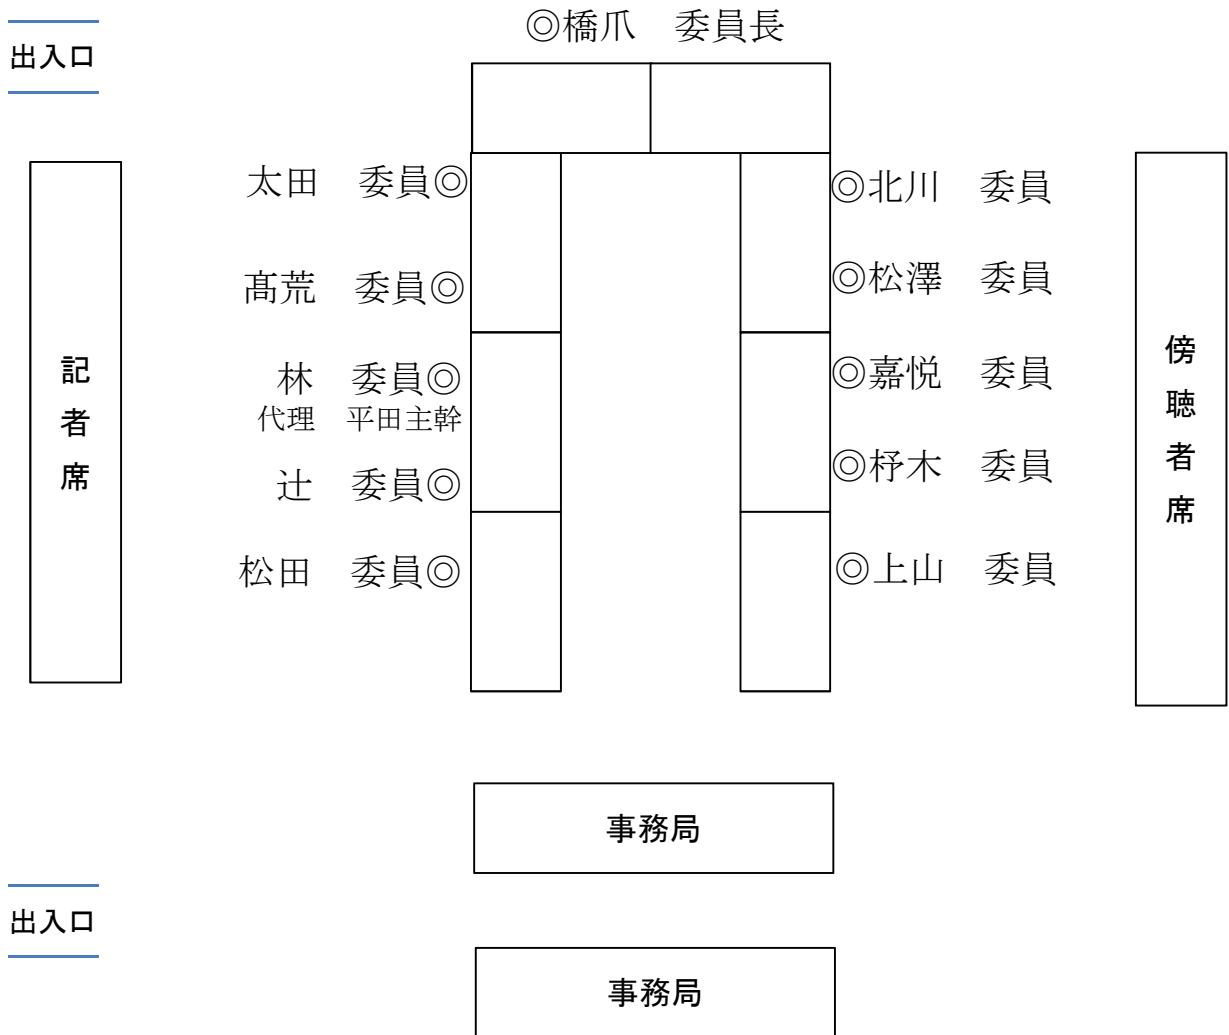 ◎橋爪　委員長
出入口
太田　委員◎
◎北川　委員
髙荒　委員◎
◎松澤　委員
林　委員◎
代理　平田主幹
◎嘉悦　委員
辻　委員◎
◎杼木　委員
松田　委員◎
◎上山　委員
記者席
傍聴者席
事務局
出入口
事務局